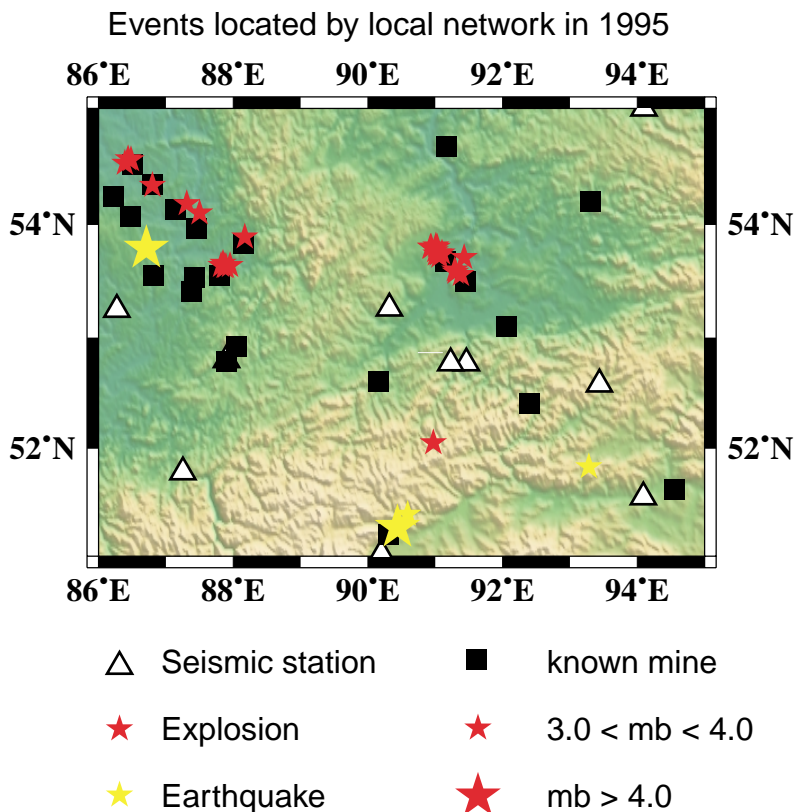 Events located by local network in 1995
86˚E 88˚E 90˚E 92˚E 94˚E
54˚N 54˚N
52˚N 52˚N
86˚E 88˚E 90˚E 92˚E 94˚E
Seismic station known mine
Explosion 3.0 < mb < 4.0
Earthquake mb > 4.0